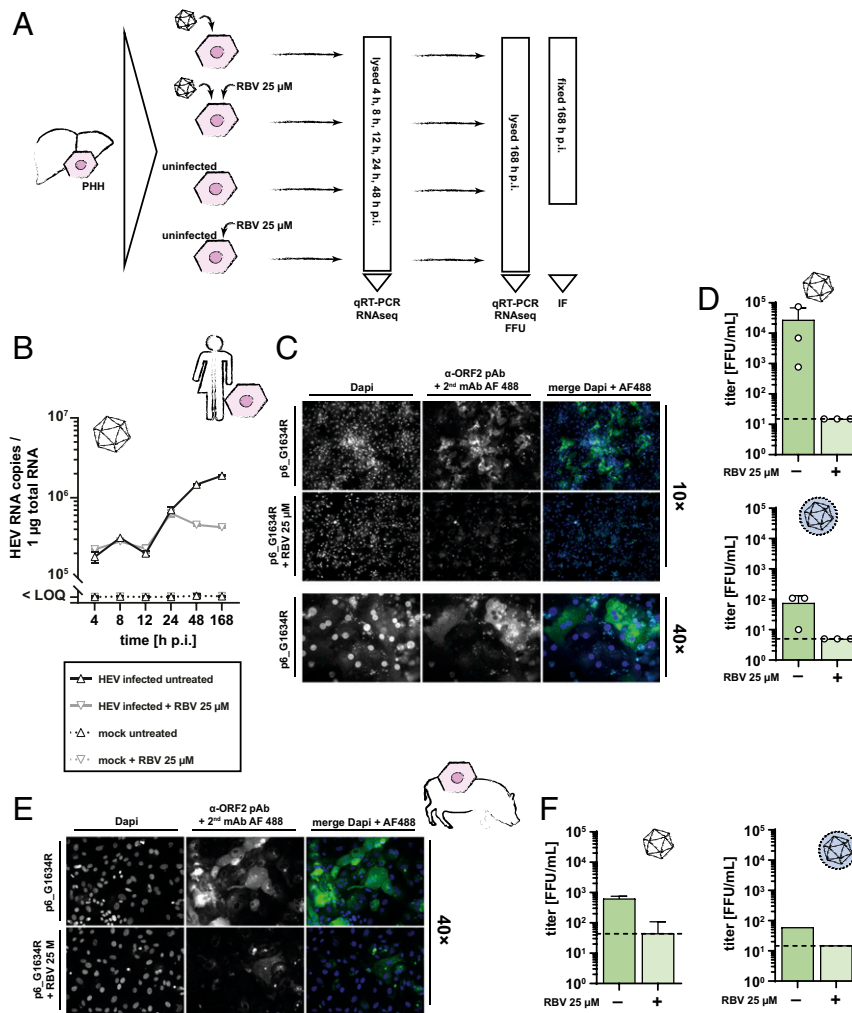 A
RBV 25 µM
uninfected
uninfected
RBV 25 µM
PHH
lysed 4 h, 8 h,
12 h, 24 h, 48 h p.i.
lysed 168 h p.i.
fixed 168 h p.i.
qRT-PCR
RNAseq
qRT-PCR
RNAseq
FFU
IF
B
HEV RNA copies /
1 µg total RNA
10⁷
10⁶
10⁵
< LOQ
4 8 12 24 48 168
time [h p.i.]
HEV infected untreated
HEV infected + RBV 25 µM
mock untreated
mock + RBV 25 µM
C
Dapi
α-ORF2 pAb
+ 2ⁿᵈ mAb AF 488
merge Dapi + AF488
p6_G1634R
p6_G1634R
+ RBV 25 µM
p6_G1634R
10×
40×
D
titer [FFU/mL]
10⁵
10⁴
10³
10²
10¹
10⁰
RBV 25 µM − +
titer [FFU/mL]
10⁵
10⁴
10³
10²
10¹
10⁰
RBV 25 µM − +
E
Dapi
α-ORF2 pAb
+ 2ⁿᵈ mAb AF 488
merge Dapi + AF488
p6_G1634R
p6_G1634R
+ RBV 25 M
40×
F
titer [FFU/mL]
10⁵
10⁴
10³
10²
10¹
10⁰
RBV 25 µM − +
titer [FFU/mL]
10⁵
10⁴
10³
10²
10¹
10⁰
RBV 25 µM − +